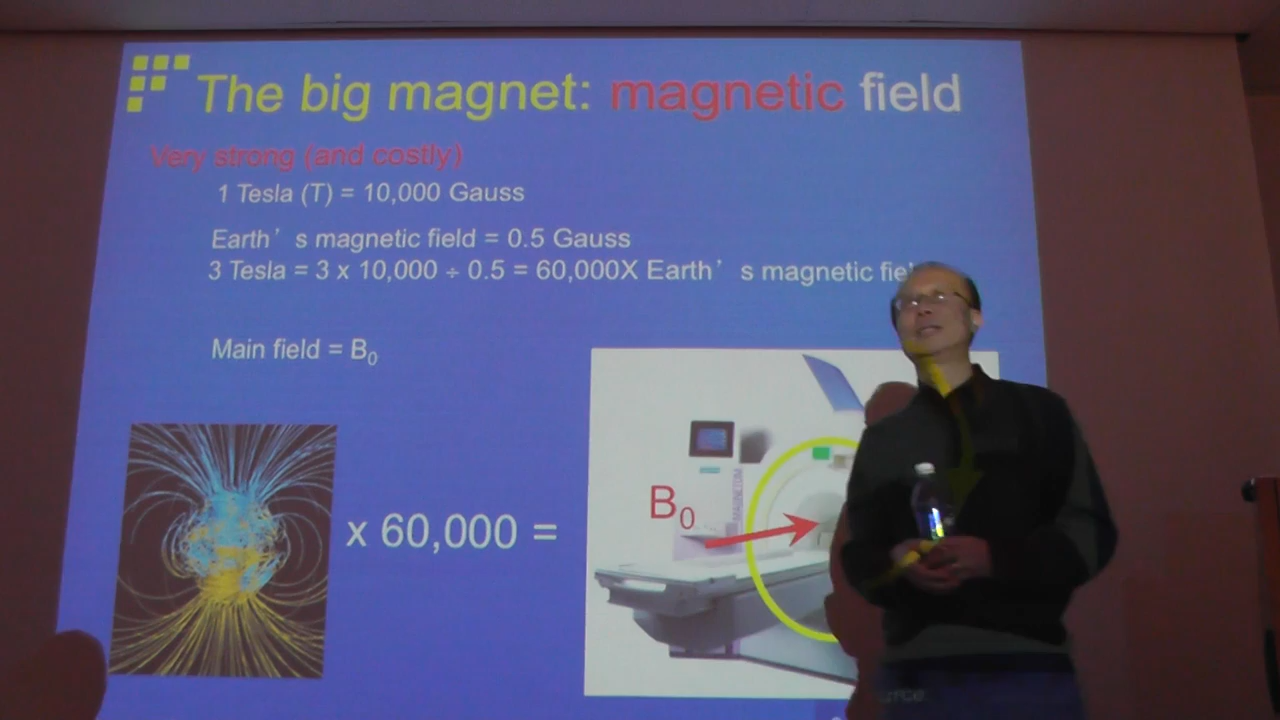 The big magnet: magnetic field
Very strong (and costly)
1 Tesla (T) = 10,000 Gauss
Earth's magnetic field = 0.5 Gauss
3 Tesla = 3 x 10,000 ÷ 0.5 = 60,000X Earth's magnetic
Main field = B₀
x 60,000 =
B₀
MAGNETOM